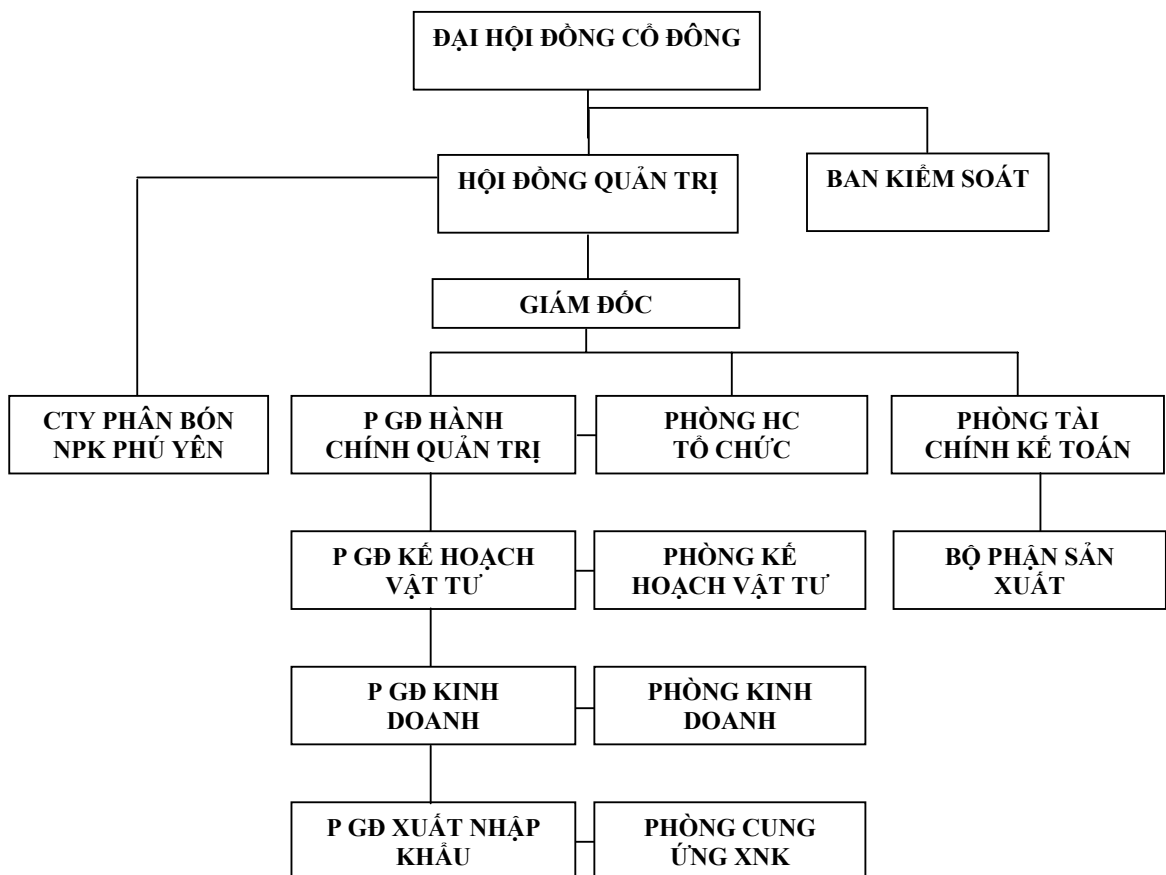 ĐẠI HỘI ĐỒNG CỔ ĐÔNG
HỘI ĐỒNG QUẢN TRỊ
BAN KIỂM SOÁT
GIÁM ĐỐC
CTY PHÂN BÓN
NPK PHÚ YÊN
P GĐ HÀNH
CHÍNH QUẢN TRỊ
PHÒNG HC
TỔ CHỨC
PHÒNG TÀI
CHÍNH KẾ TOÁN
P GĐ KẾ HOẠCH
VẬT TƯ
PHÒNG KẾ
HOẠCH VẬT TƯ
BỘ PHẬN SẢN
XUẤT
P GĐ KINH
DOANH
PHÒNG KINH
DOANH
P GĐ XUẤT NHẬP
KHẨU
PHÒNG CUNG
ỨNG XNK